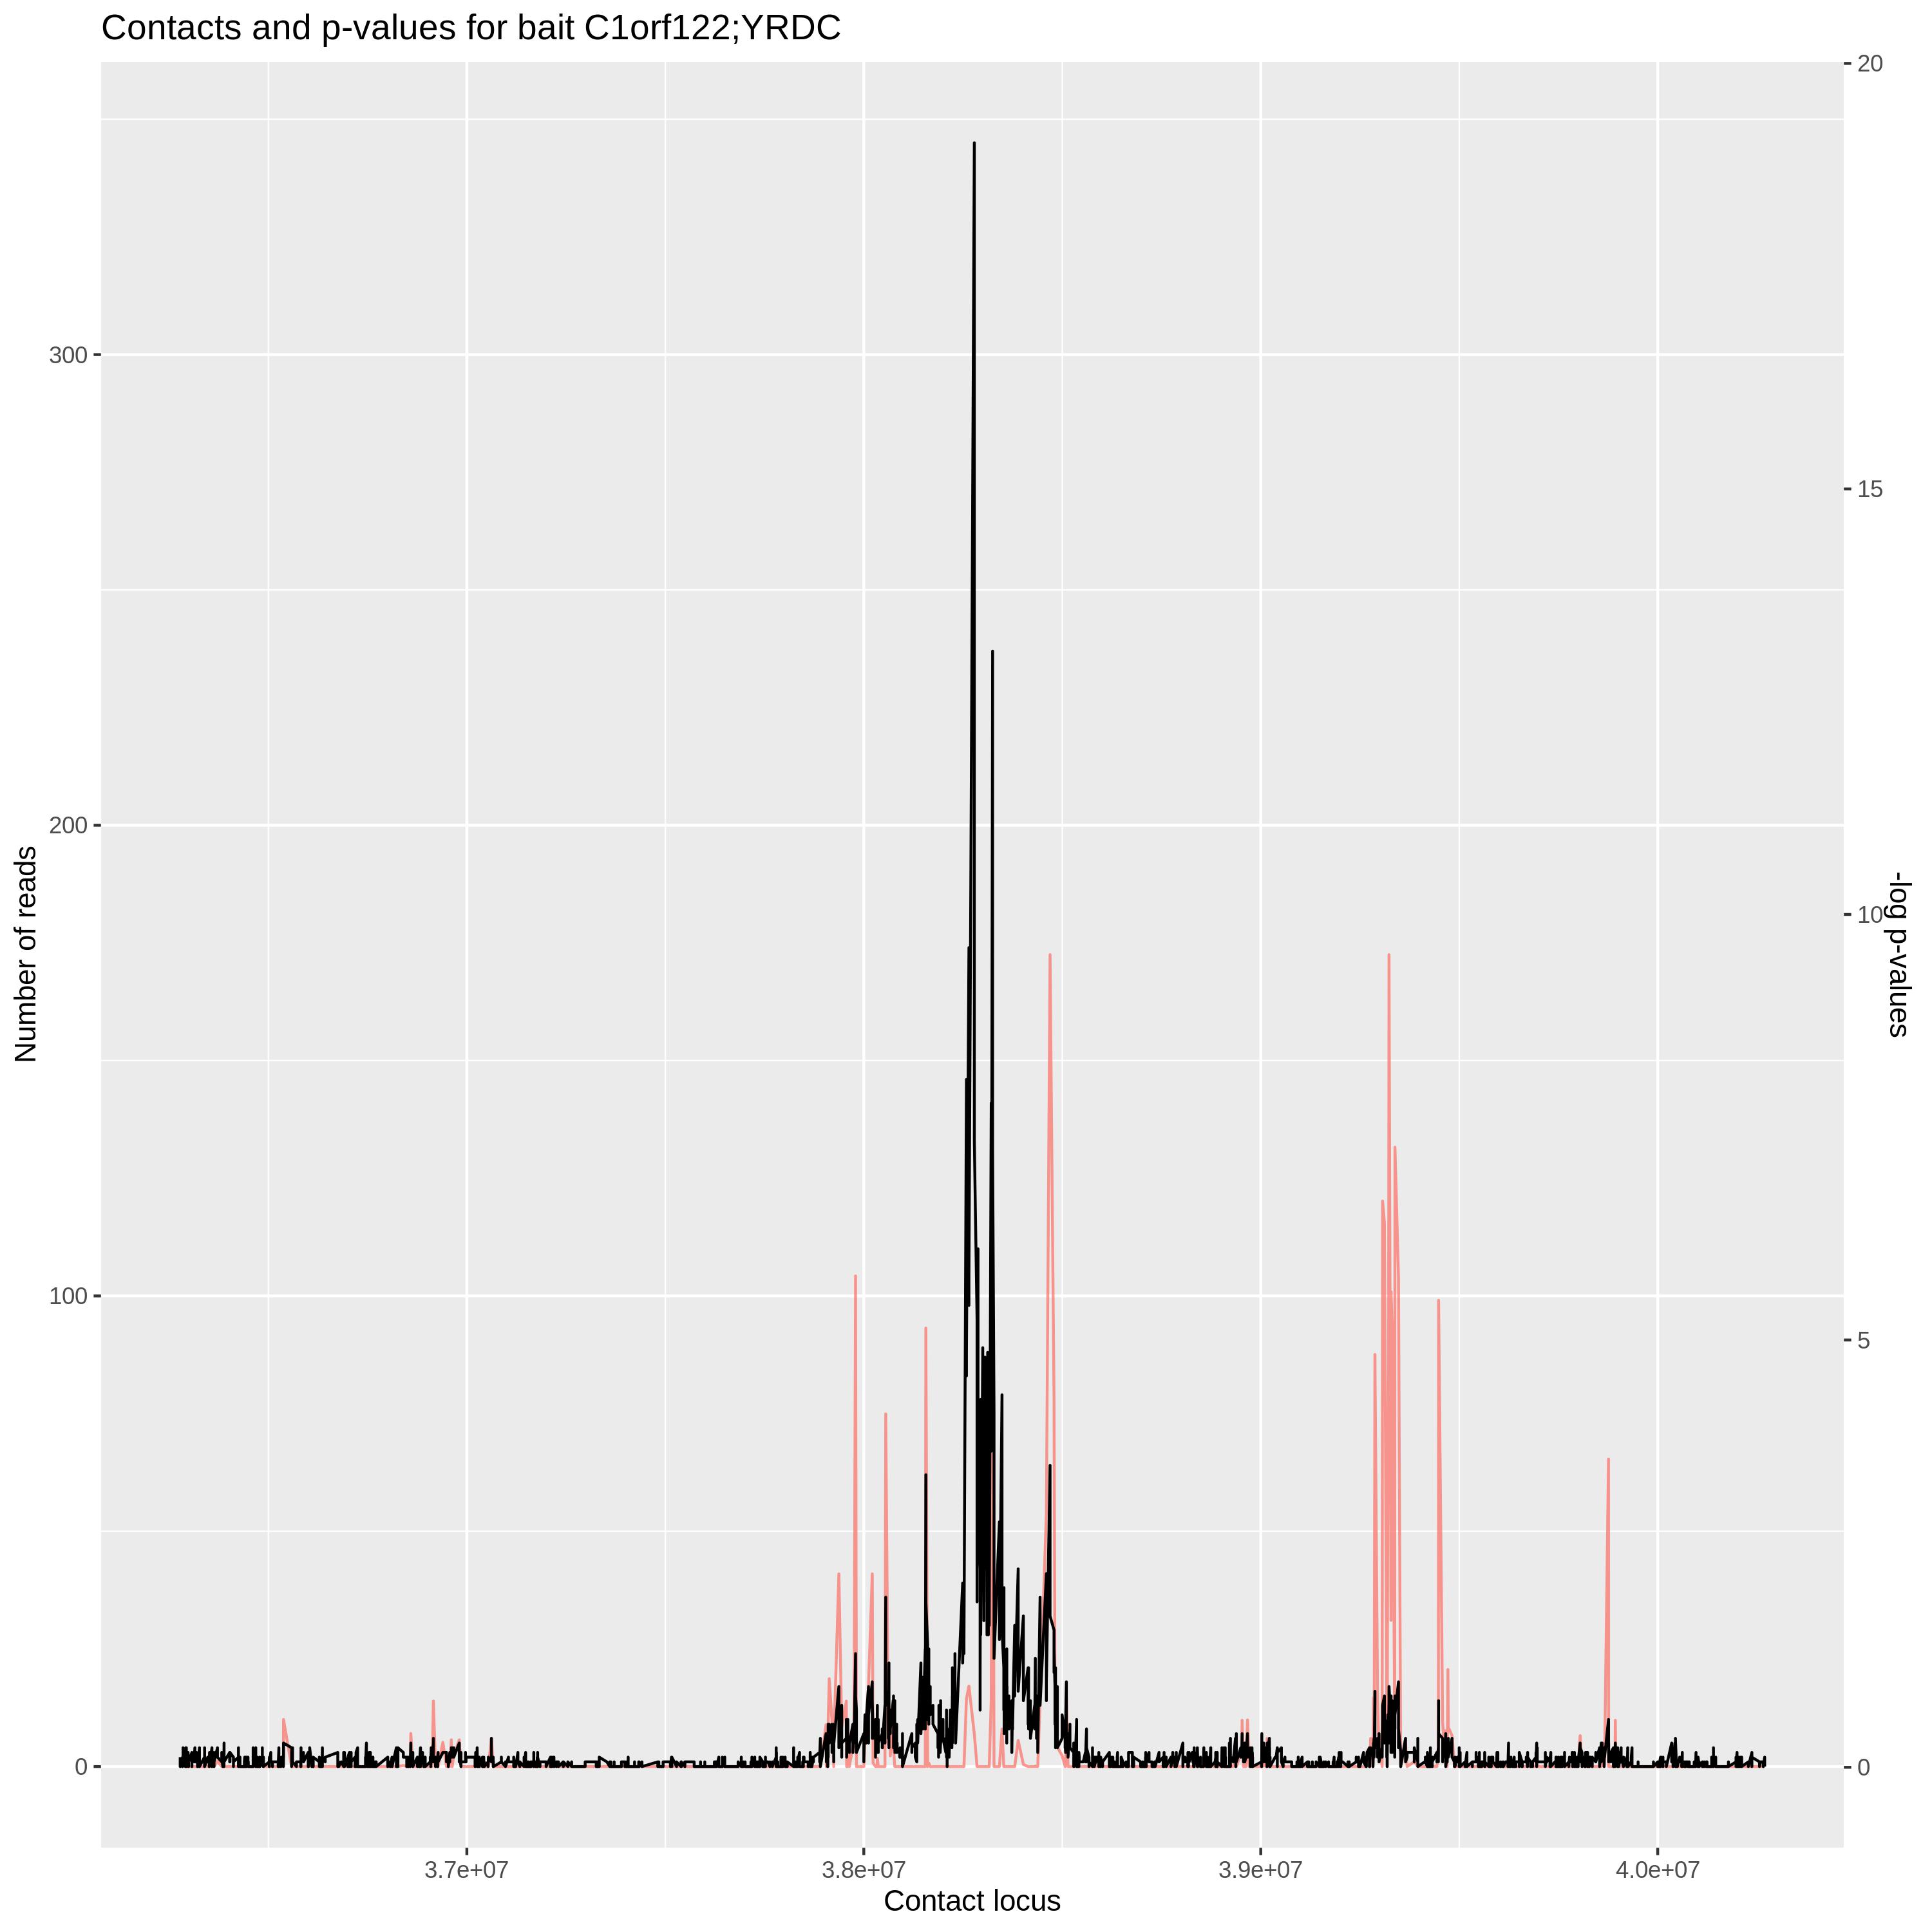 Contacts and p-values for bait C1orf122;YRDC
Number of reads
300
200
100
0
20
15
10
5
0
-log p-values
3.7e+07
3.8e+07
3.9e+07
4.0e+07
Contact locus